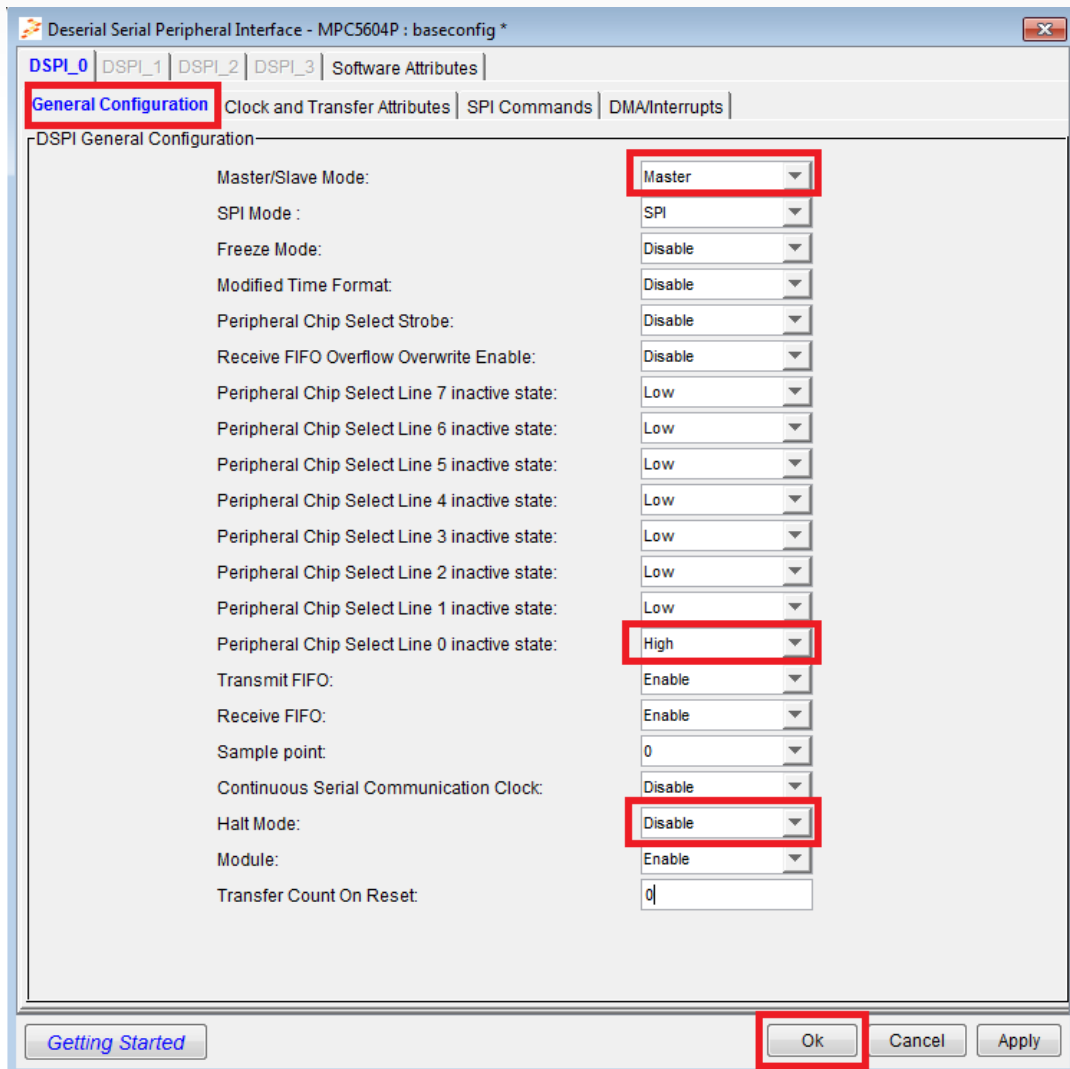 Deserial Serial Peripheral Interface - MPC5604P : baseconfig *
DSPI_0 DSPI_1 DSPI_2 DSPI_3 Software Attributes
General Configuration Clock and Transfer Attributes SPI Commands DMA/Interrupts
DSPI General Configuration
Master/Slave Mode: Master
SPI Mode : SPI
Freeze Mode: Disable
Modified Time Format: Disable
Peripheral Chip Select Strobe: Disable
Receive FIFO Overflow Overwrite Enable: Disable
Peripheral Chip Select Line 7 inactive state: Low
Peripheral Chip Select Line 6 inactive state: Low
Peripheral Chip Select Line 5 inactive state: Low
Peripheral Chip Select Line 4 inactive state: Low
Peripheral Chip Select Line 3 inactive state: Low
Peripheral Chip Select Line 2 inactive state: Low
Peripheral Chip Select Line 1 inactive state: Low
Peripheral Chip Select Line 0 inactive state: High
Transmit FIFO: Enable
Receive FIFO: Enable
Sample point: 0
Continuous Serial Communication Clock: Disable
Halt Mode: Disable
Module: Enable
Transfer Count On Reset: 0
Getting Started Ok Cancel Apply